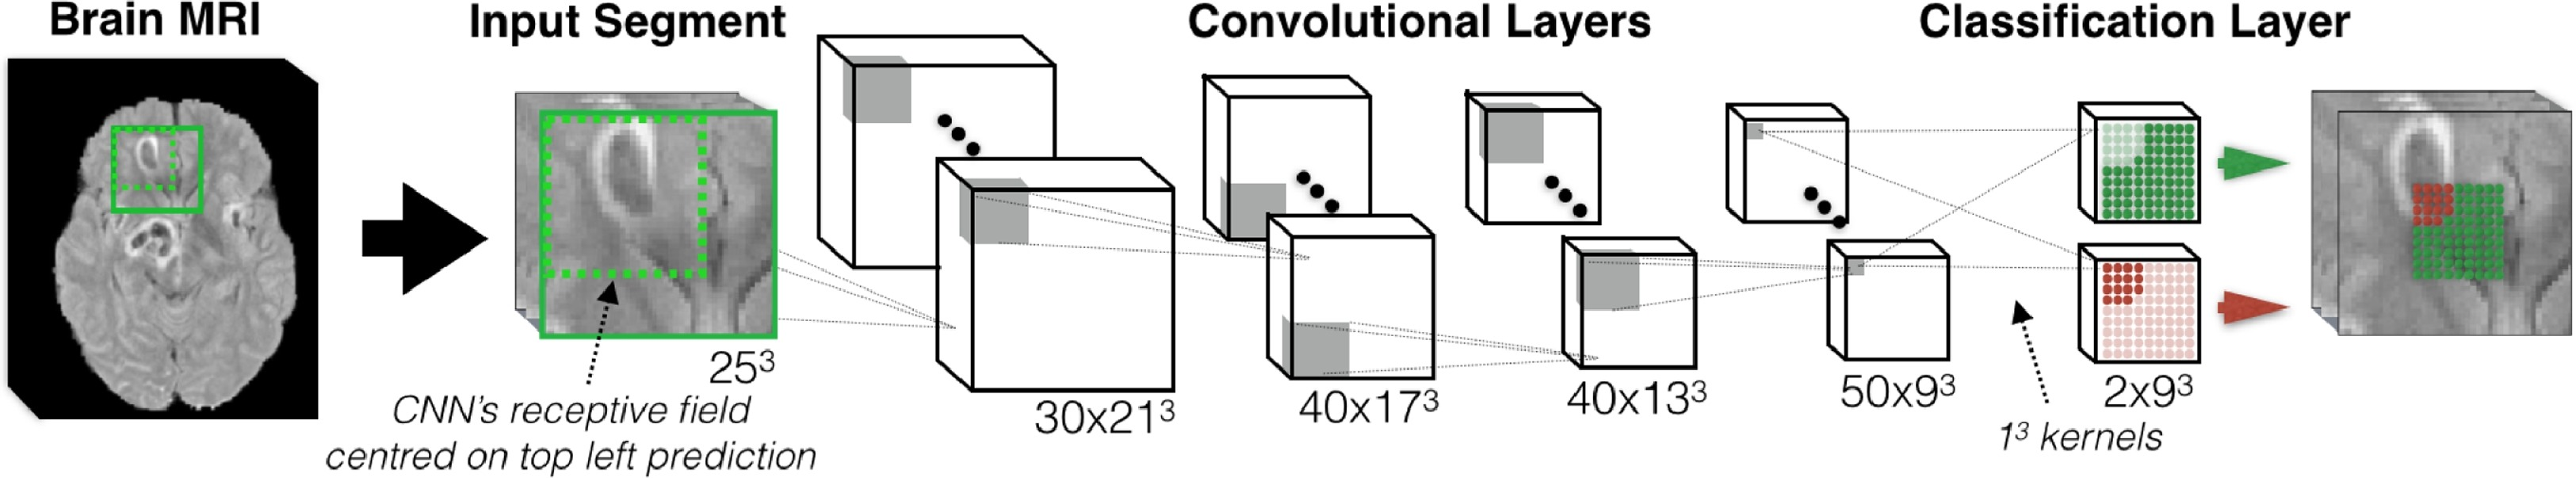 Brain MRI
Input Segment
Convolutional Layers
Classification Layer
25³
CNN's receptive field
centred on top left prediction
30x21³
40x17³
40x13³
50x9³
2x9³
1³ kernels